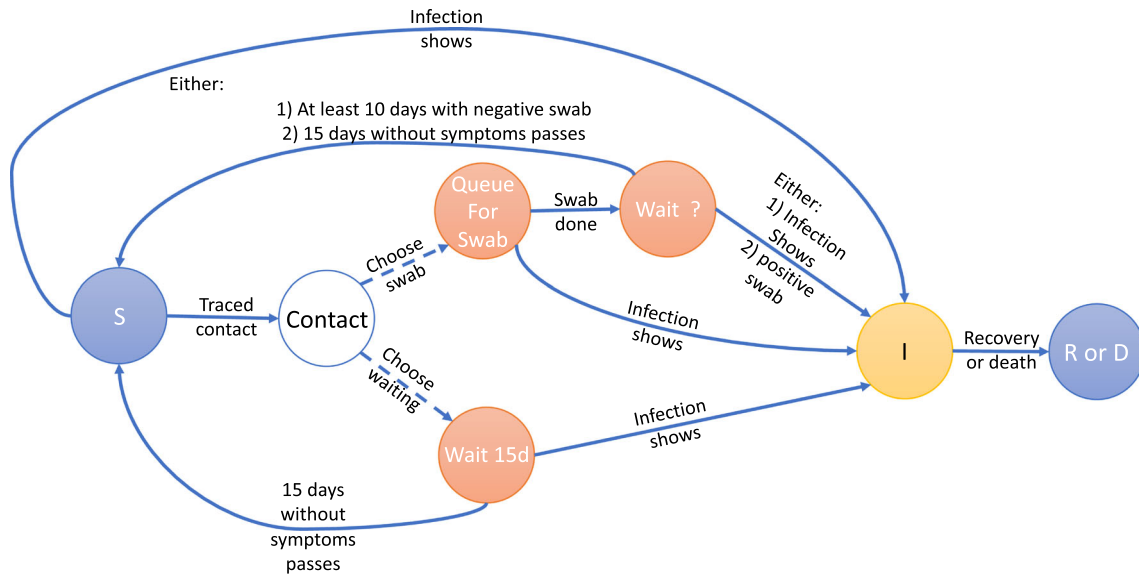 Infection
shows
Either:
1) At least 10 days with negative swab
2) 15 days without symptoms passes
Queue
For
Swab
Swab
done
Wait ?
Either:
1) Infection
Shows
2) positive
swab
Choose
swab
S
Traced
contact
Contact
Infection
shows
I
Recovery
or death
R or D
Choose
waiting
Wait 15d
Infection
shows
15 days
without
symptoms
passes